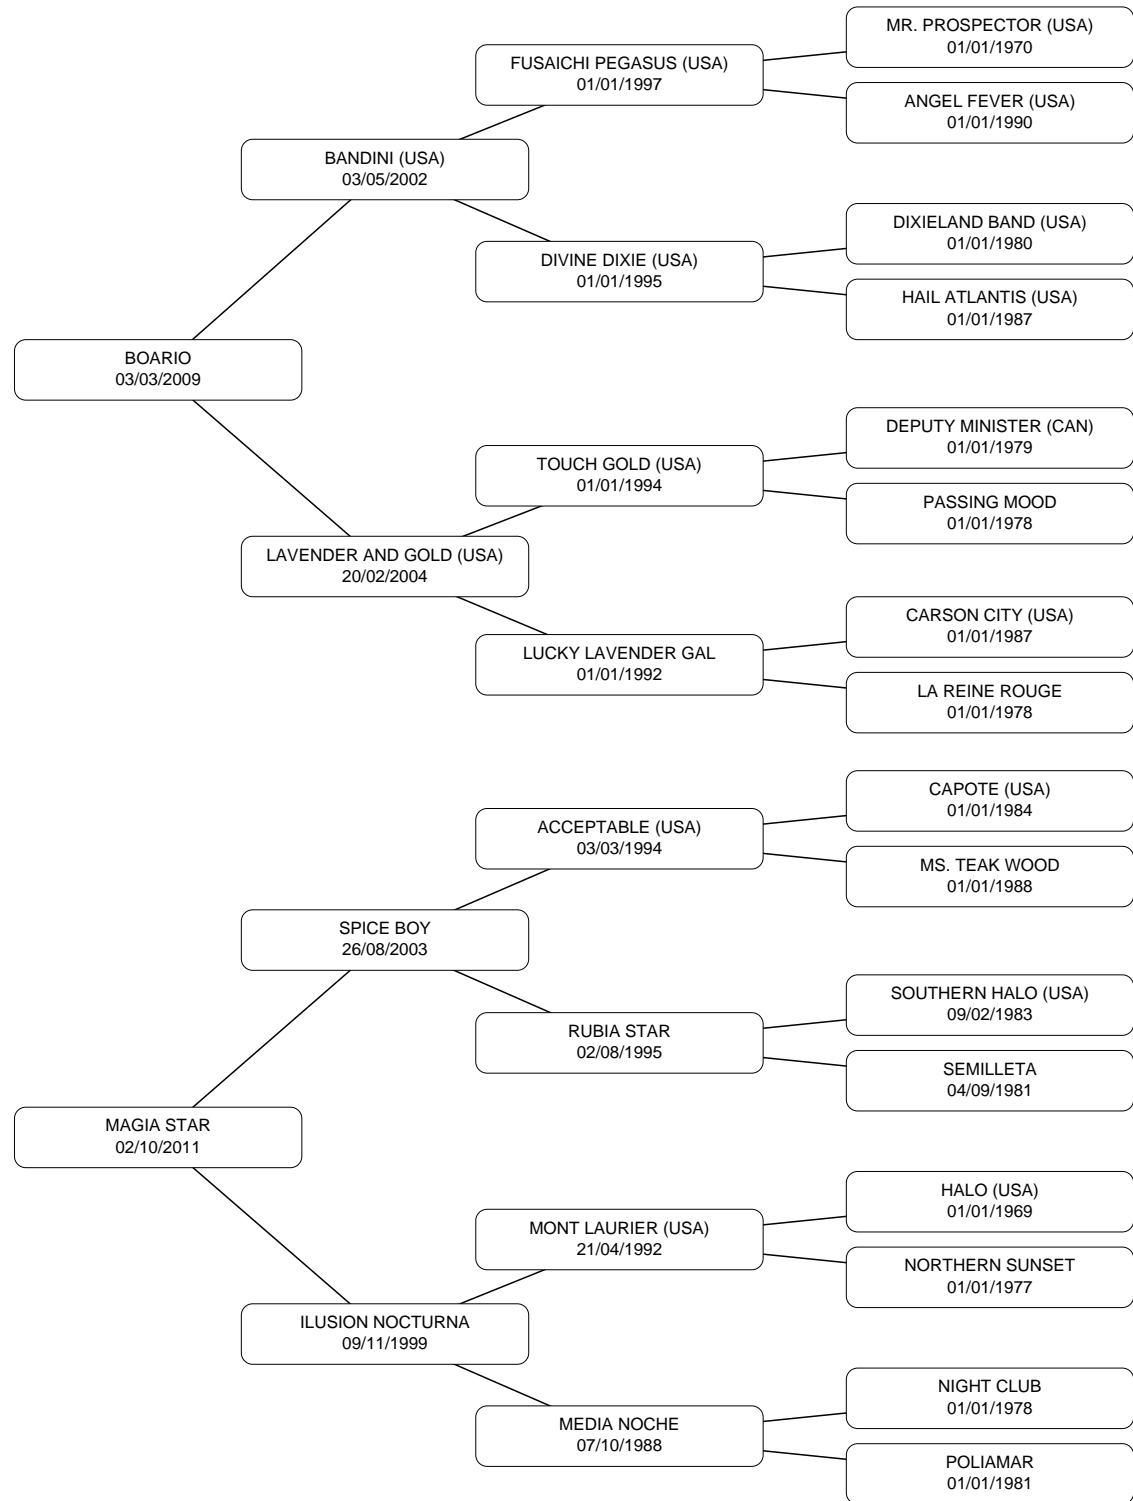 MR. PROSPECTOR (USA)
01/01/1970
FUSAICHI PEGASUS (USA)
01/01/1997
ANGEL FEVER (USA)
01/01/1990
BANDINI (USA)
03/05/2002
DIXIELAND BAND (USA)
01/01/1980
DIVINE DIXIE (USA)
01/01/1995
HAIL ATLANTIS (USA)
01/01/1987
BOARIO
03/03/2009
DEPUTY MINISTER (CAN)
01/01/1979
TOUCH GOLD (USA)
01/01/1994
PASSING MOOD
01/01/1978
LAVENDER AND GOLD (USA)
20/02/2004
CARSON CITY (USA)
01/01/1987
LUCKY LAVENDER GAL
01/01/1992
LA REINE ROUGE
01/01/1978
CAPOTE (USA)
01/01/1984
ACCEPTABLE (USA)
03/03/1994
MS. TEAK WOOD
01/01/1988
SPICE BOY
26/08/2003
SOUTHERN HALO (USA)
09/02/1983
RUBIA STAR
02/08/1995
SEMILLETA
04/09/1981
MAGIA STAR
02/10/2011
HALO (USA)
01/01/1969
MONT LAURIER (USA)
21/04/1992
NORTHERN SUNSET
01/01/1977
ILUSION NOCTURNA
09/11/1999
NIGHT CLUB
01/01/1978
MEDIA NOCHE
07/10/1988
POLIAMAR
01/01/1981